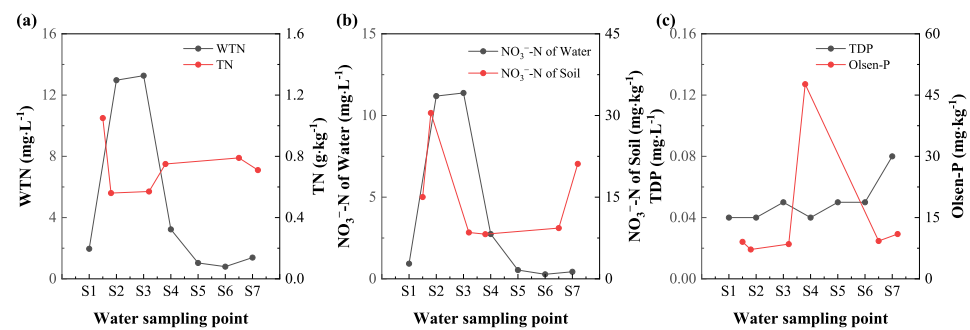 (a)
16
12
8
4
0
WTN (mg·L⁻¹)
WTN
TN
1.6
1.2
0.8
0.4
0.0
TN (g·kg⁻¹)
S1 S2 S3 S4 S5 S6 S7
Water sampling point
(b)
15
10
5
0
NO₃⁻-N of Water (mg·L⁻¹)
NO₃⁻-N of Water
NO₃⁻-N of Soil
45
30
15
0
NO₃⁻-N of Soil (mg·kg⁻¹)
S1 S2 S3 S4 S5 S6 S7
Water sampling point
(c)
0.16
0.12
0.08
0.04
0.00
TDP (mg·L⁻¹)
TDP
Olsen-P
60
45
30
15
0
Olsen-P (mg·kg⁻¹)
S1 S2 S3 S4 S5 S6 S7
Water sampling point